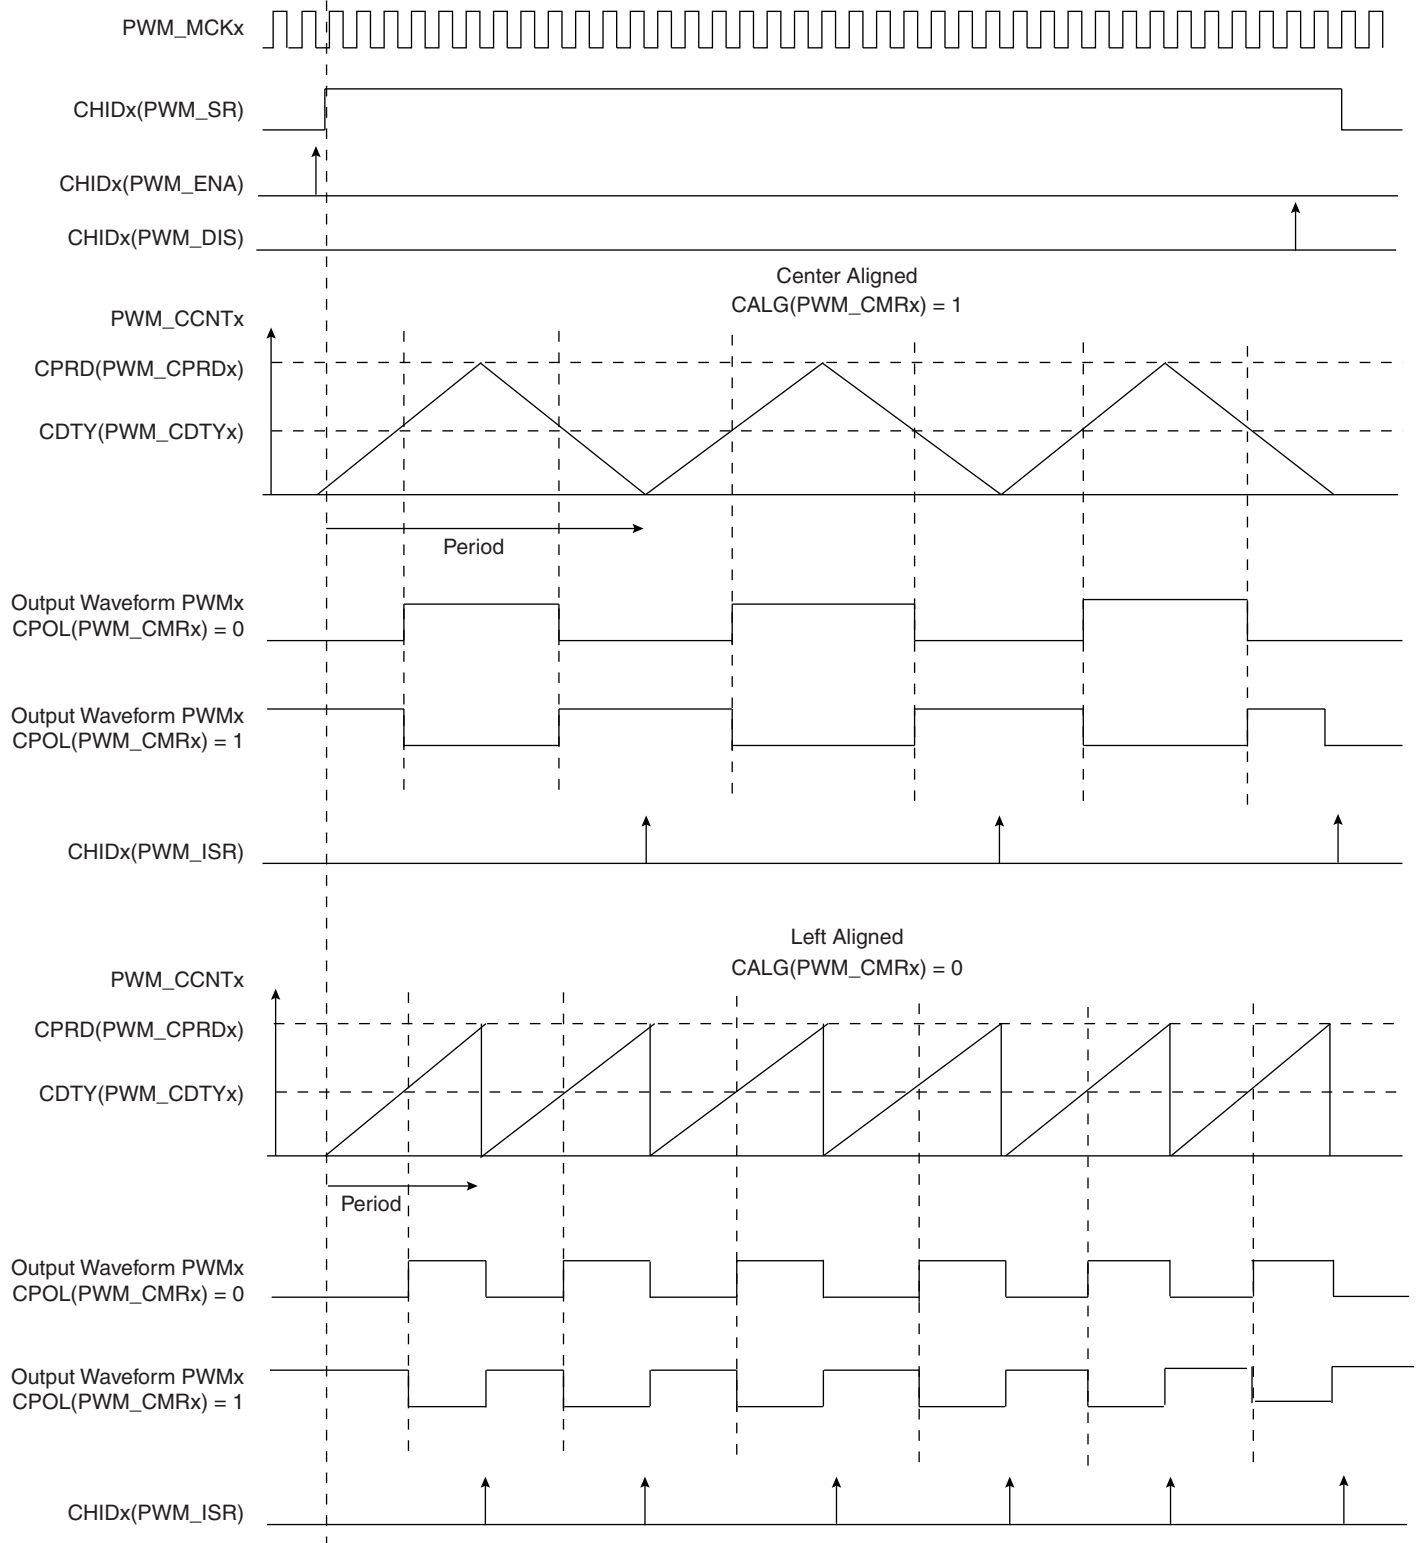 PWM_MCKx
CHIDx(PWM_SR)
CHIDx(PWM_ENA)
CHIDx(PWM_DIS)
Center Aligned
CALG(PWM_CMRx) = 1
PWM_CCNTx
CPRD(PWM_CPRDx)
CDTY(PWM_CDTYx)
Period
Output Waveform PWMx
CPOL(PWM_CMRx) = 0
Output Waveform PWMx
CPOL(PWM_CMRx) = 1
CHIDx(PWM_ISR)
Left Aligned
CALG(PWM_CMRx) = 0
PWM_CCNTx
CPRD(PWM_CPRDx)
CDTY(PWM_CDTYx)
Period
Output Waveform PWMx
CPOL(PWM_CMRx) = 0
Output Waveform PWMx
CPOL(PWM_CMRx) = 1
CHIDx(PWM_ISR)